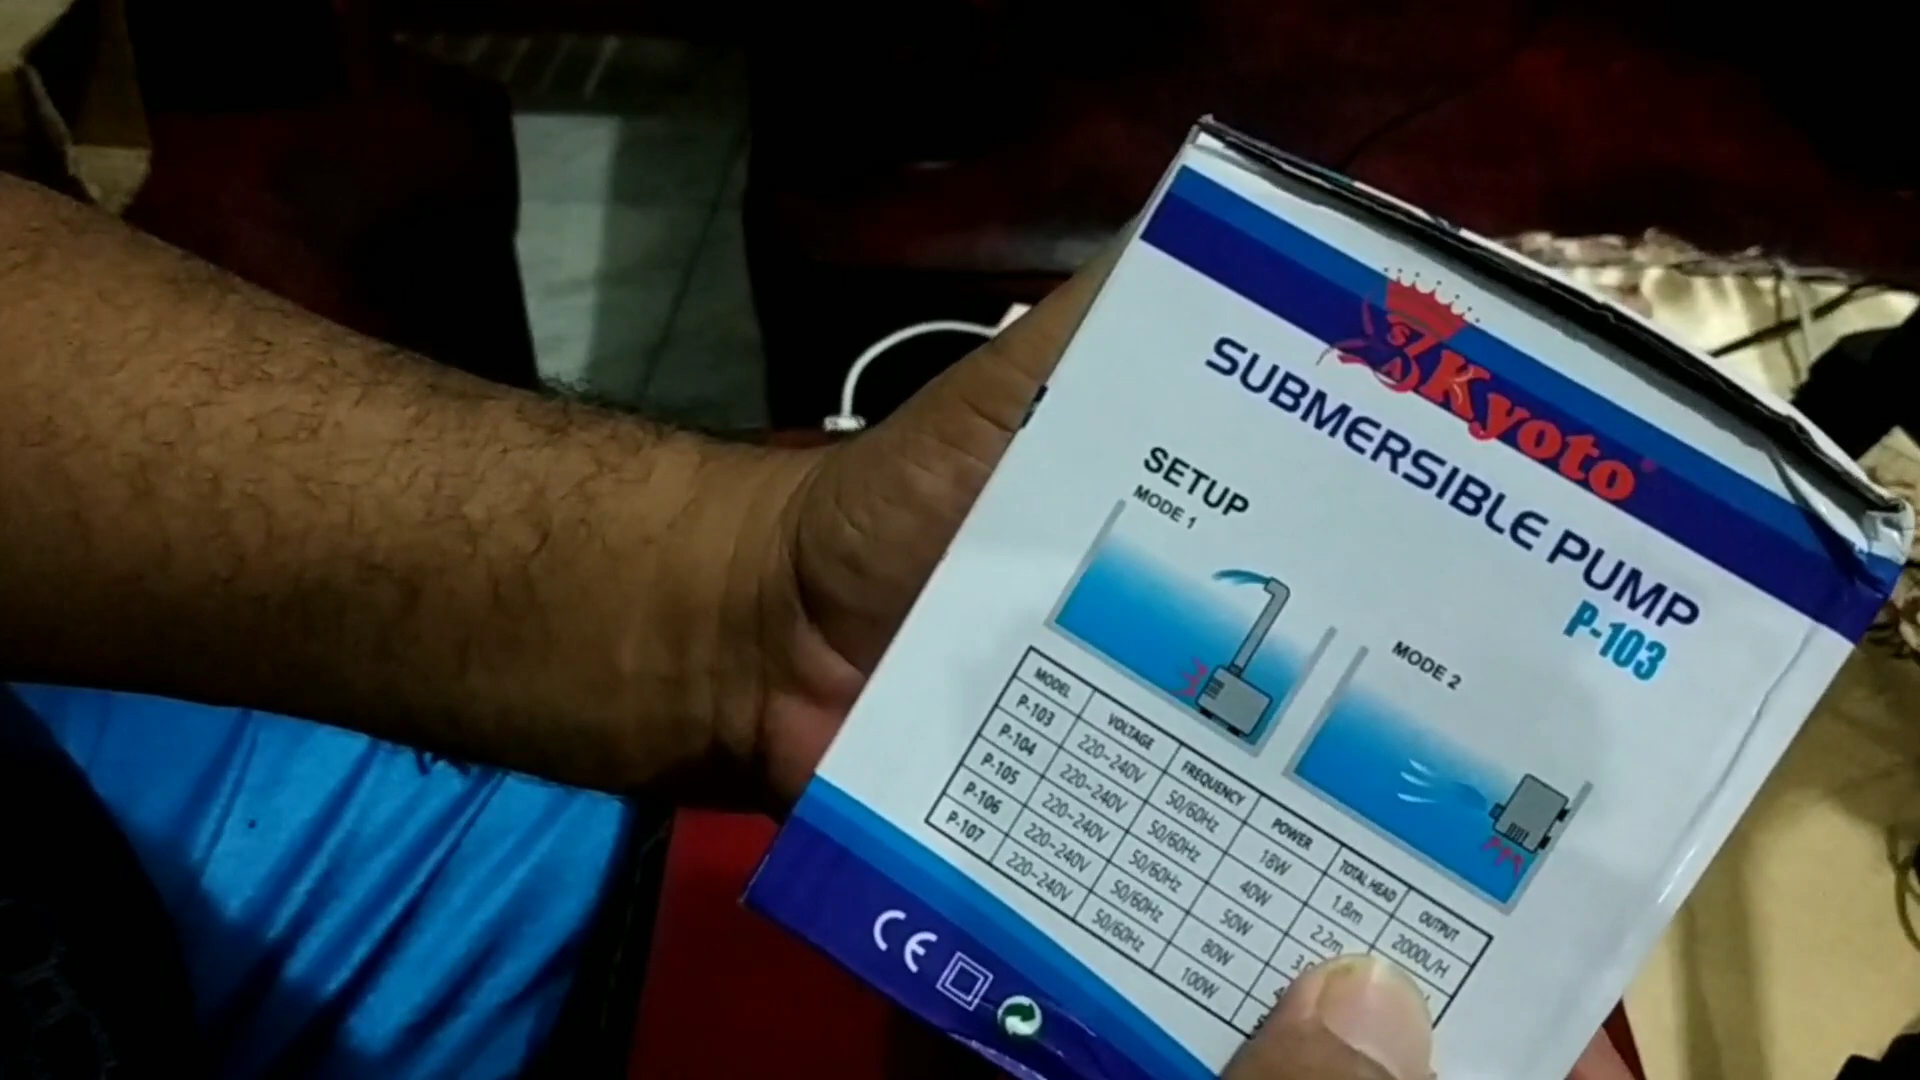 Kyoto
SUBMERSIBLE PUMP
P-103
SETUP
MODE 1
MODE 2
MODEL VOLTAGE FREQUENCY POWER TOTAL HEAD OUTPUT
P-103 220~240V 50/60Hz 18W 1.8m 2000L/H
P-104 220~240V 50/60Hz 40W 2.2m
P-105 220~240V 50/60Hz 50W
P-106 220~240V 50/60Hz 80W
P-107 220~240V 50/60Hz 100W
CE